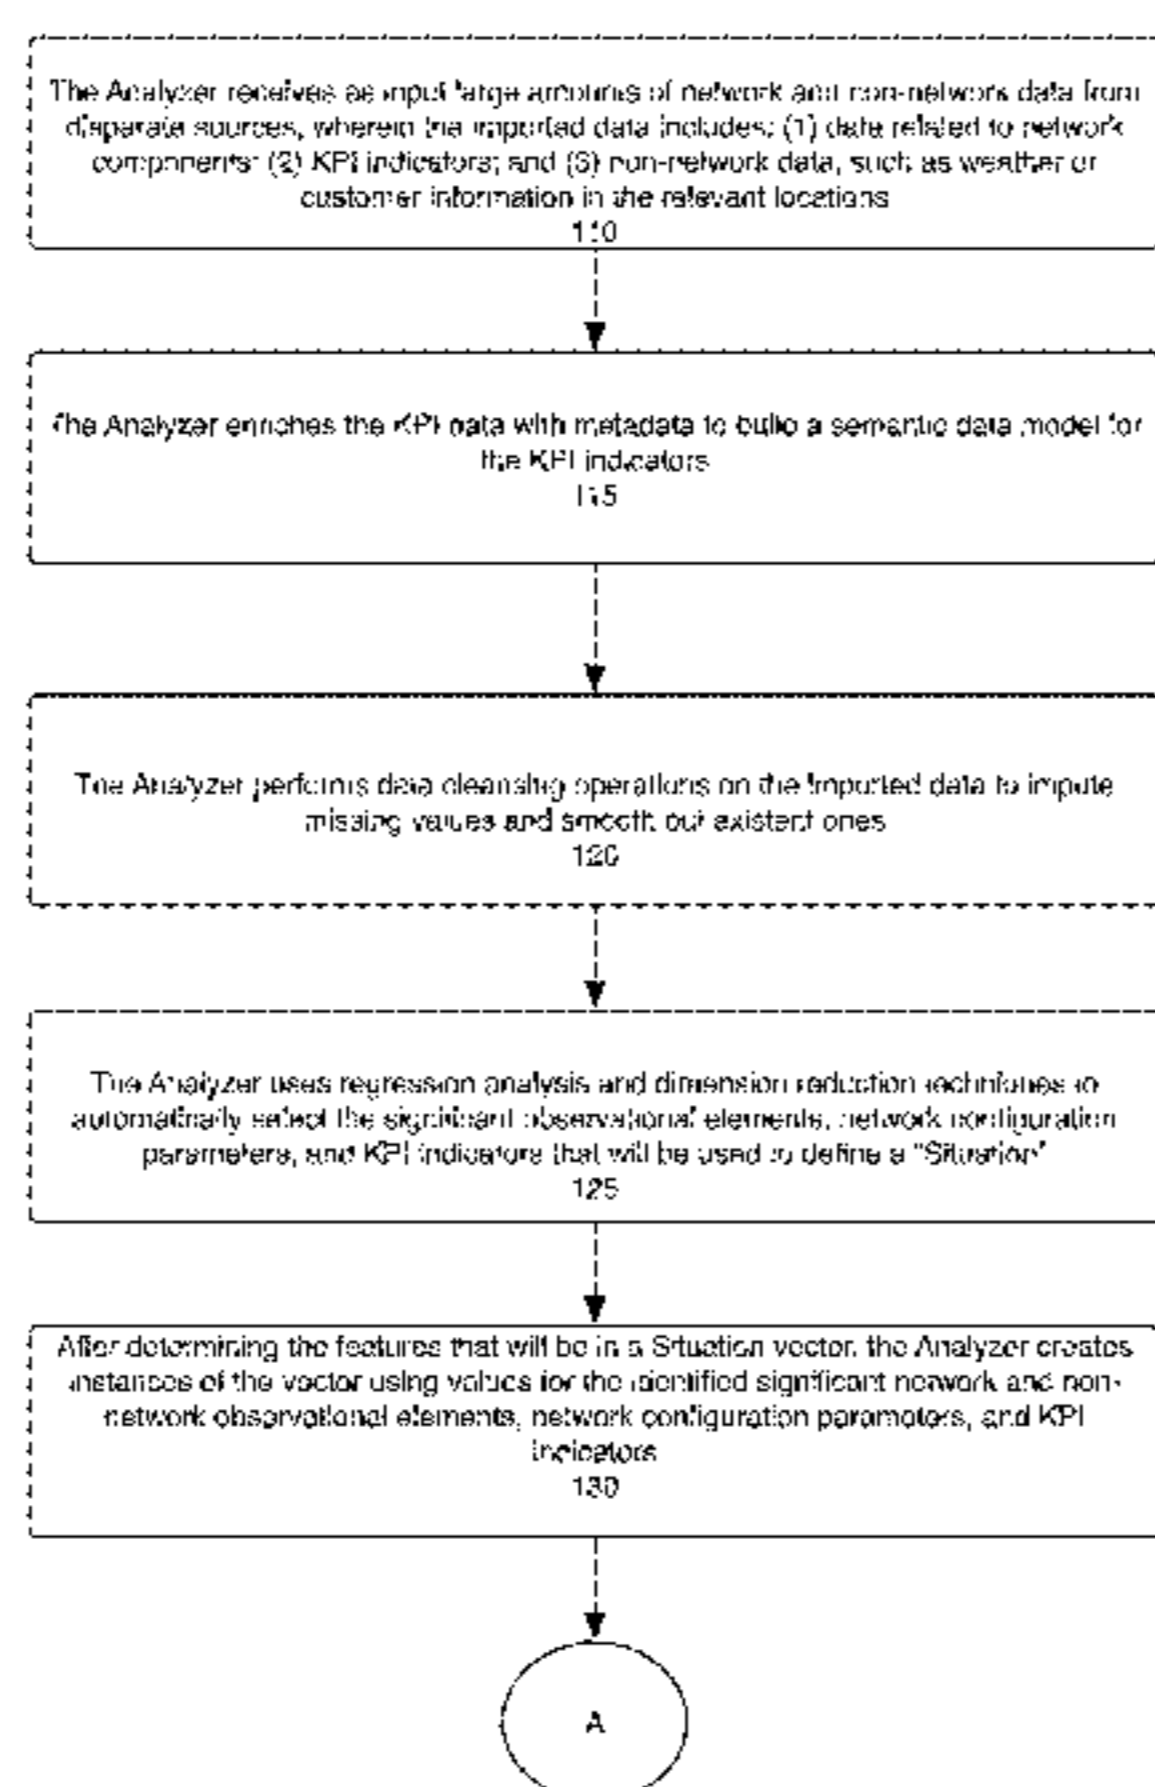 The Analyzer receives as input large amounts of network and non-network data from
disparate sources, wherein the imported data includes: (1) data related to network
components; (2) KPI indicators; and (3) non-network data, such as weather or
customer information in the relevant locations
110
The Analyzer enriches the KPI data with metadata to build a semantic data model for
the KPI indicators
115
The Analyzer performs data cleansing operations on the imported data to impute
missing values and smooth out existent ones
120
The Analyzer uses regression analysis and dimension reduction techniques to
automatically select the significant observational elements, network configuration
parameters, and KPI indicators that will be used to define a "Situation"
125
After determining the features that will be in a Situation vector, the Analyzer creates
instances of the vector using values for the identified significant network and non-
network observational elements, network configuration parameters, and KPI
indicators
130
A